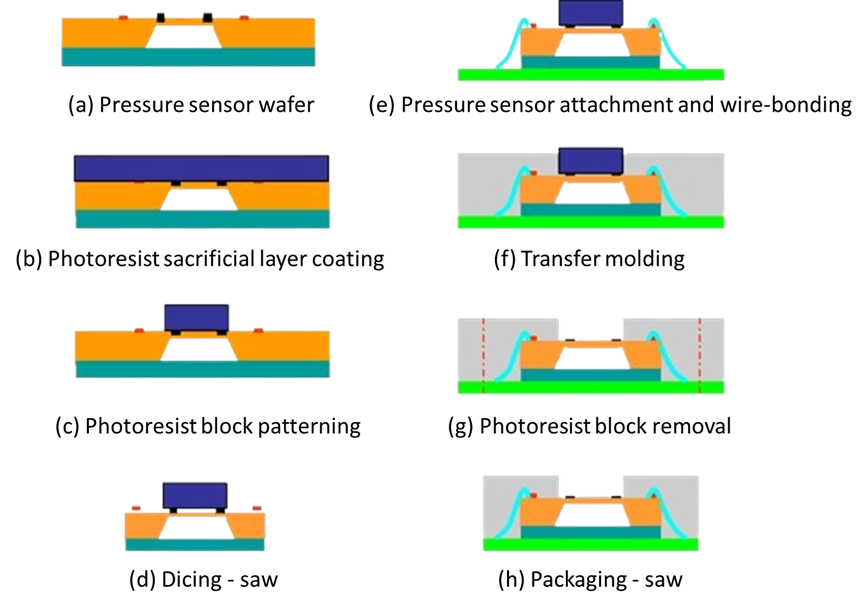 (a) Pressure sensor wafer
(b) Photoresist sacrificial layer coating
(c) Photoresist block patterning
(d) Dicing - saw
(e) Pressure sensor attachment and wire-bonding
(f) Transfer molding
(g) Photoresist block removal
(h) Packaging - saw